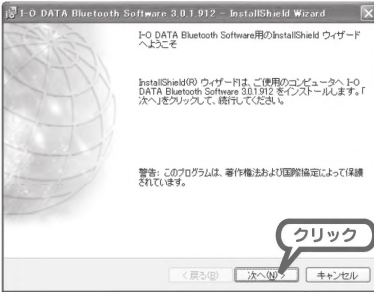 I-O DATA Bluetooth Software 3.0.1.912 - InstallShield Wizard
I-O DATA Bluetooth Software用のInstallShield ウィザード
へようこそ
InstallShield(R) ウィザードは、ご使用のコンピュータへ I-O
DATA Bluetooth Software 3.0.1.912 をインストールします。「
次へ」をクリックして、続行してください。
警告: このプログラムは、著作権法および国際協定によって保護
されています。
クリック
< 戻る(B) 次へ(N) > キャンセル